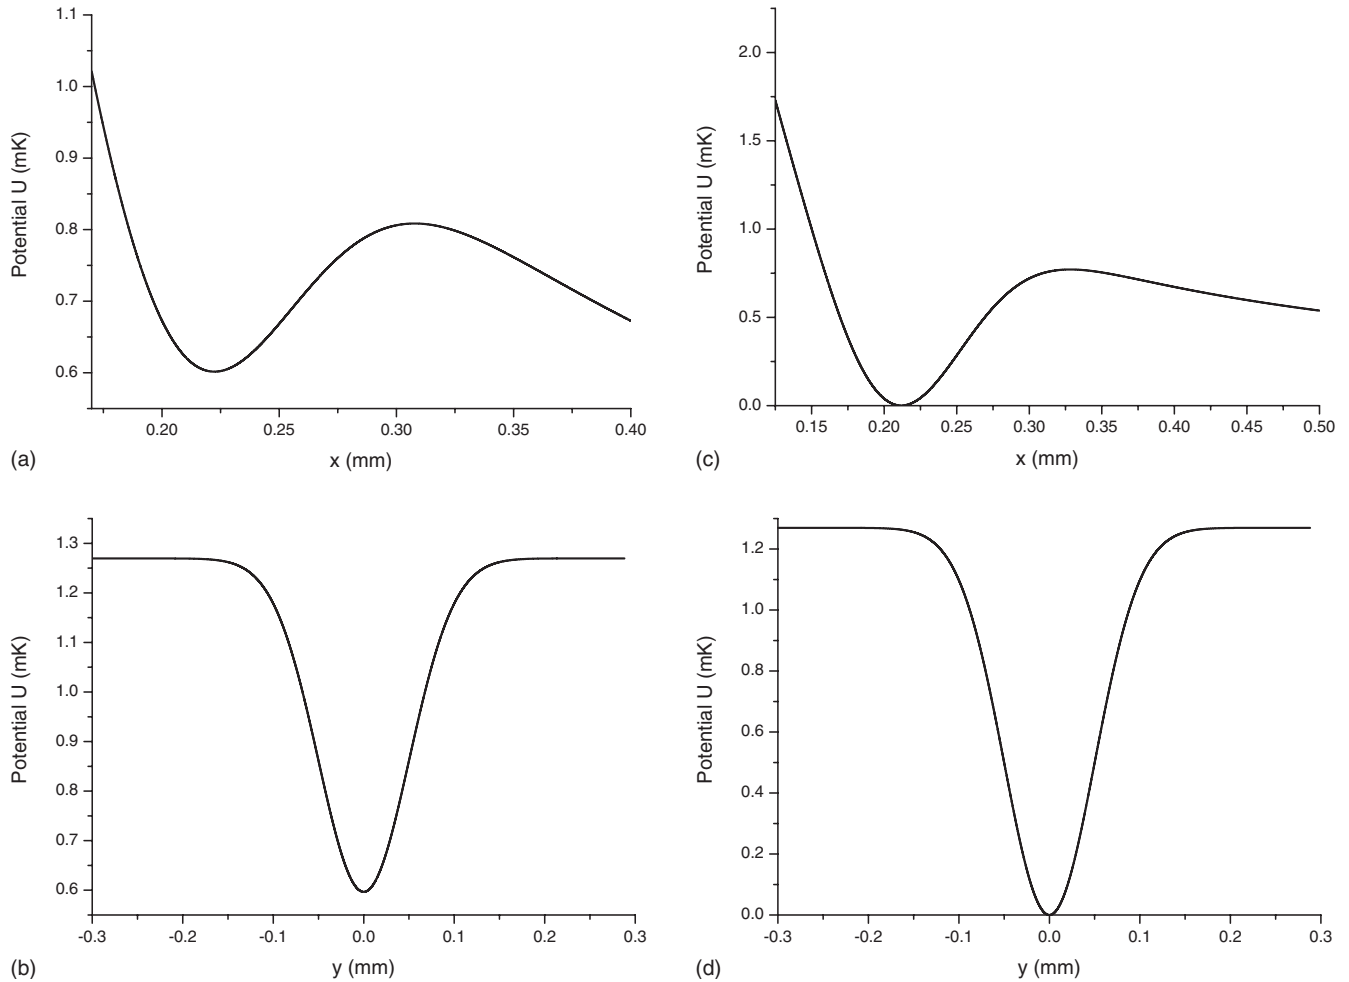 1.1
1.0
0.9
0.8
0.7
0.6
Potential U (mK)
0.20 0.25 0.30 0.35 0.40
x (mm)
(a)
2.0
1.5
1.0
0.5
0.0
Potential U (mK)
0.15 0.20 0.25 0.30 0.35 0.40 0.45 0.50
x (mm)
(c)
1.3
1.2
1.1
1.0
0.9
0.8
0.7
0.6
Potential U (mK)
-0.3 -0.2 -0.1 0.0 0.1 0.2 0.3
y (mm)
(b)
1.2
1.0
0.8
0.6
0.4
0.2
0.0
Potential U (mK)
-0.3 -0.2 -0.1 0.0 0.1 0.2 0.3
y (mm)
(d)